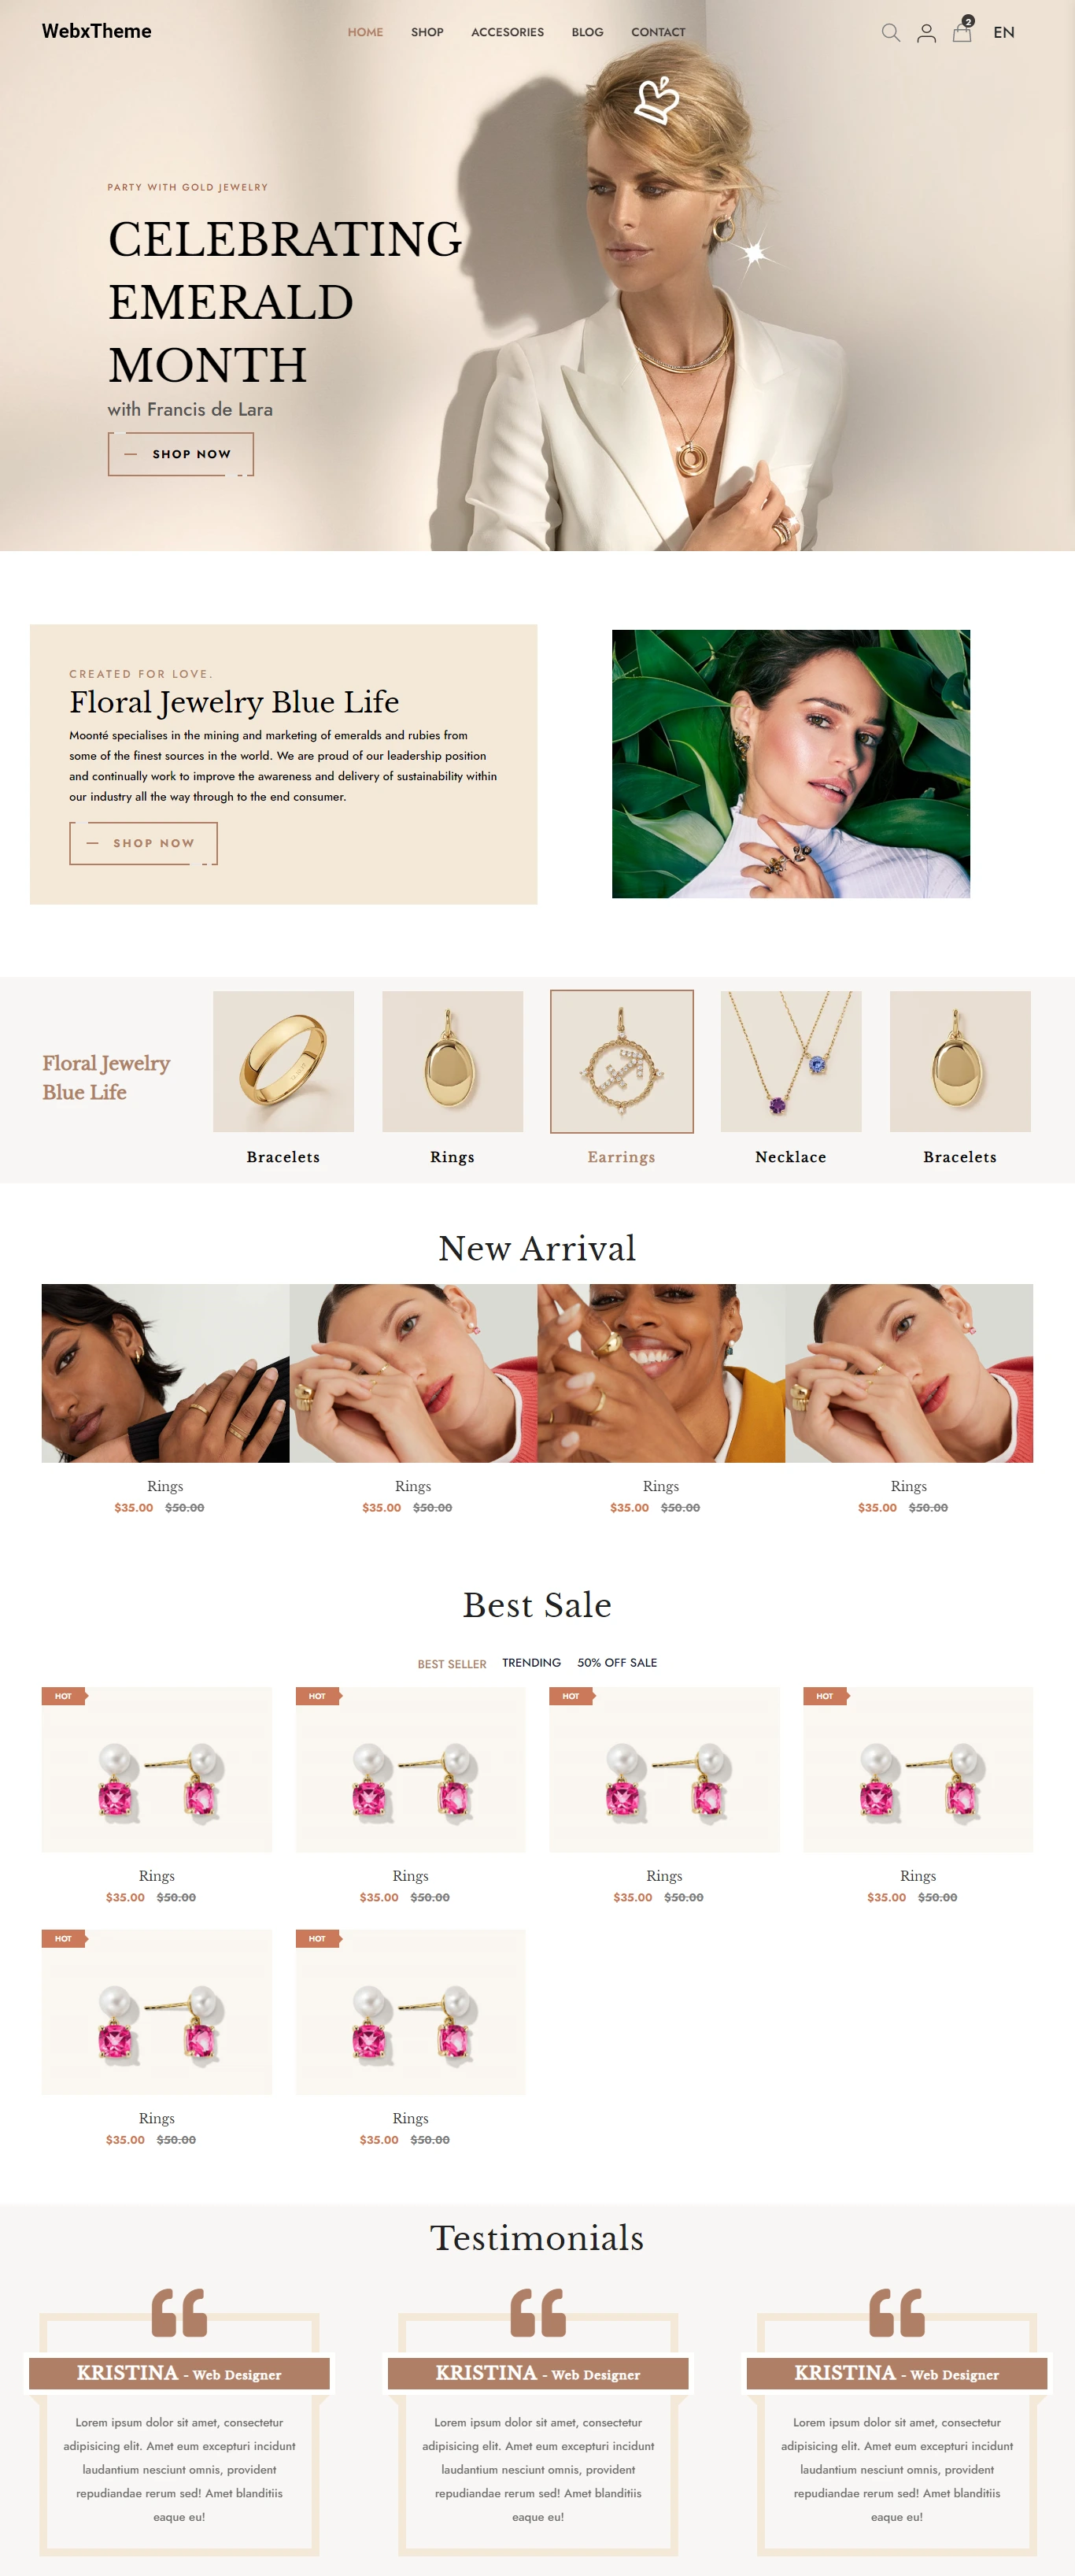 WebxTheme
HOME SHOP ACCESORIES BLOG CONTACT
2
EN
PARTY WITH GOLD JEWELRY
CELEBRATING
EMERALD
MONTH
with Francis de Lara
SHOP NOW
CREATED FOR LOVE.
Floral Jewelry Blue Life
Moonté specialises in the mining and marketing of emeralds and rubies from
some of the finest sources in the world. We are proud of our leadership position
and continually work to improve the awareness and delivery of sustainability within
our industry all the way through to the end consumer.
SHOP NOW
Floral Jewelry
Blue Life
Bracelets Rings Earrings Necklace Bracelets
New Arrival
Rings Rings Rings Rings
$35.00 $50.00 $35.00 $50.00 $35.00 $50.00 $35.00 $50.00
Best Sale
BEST SELLER TRENDING 50% OFF SALE
HOT HOT HOT HOT
Rings Rings Rings Rings
$35.00 $50.00 $35.00 $50.00 $35.00 $50.00 $35.00 $50.00
HOT HOT
Rings Rings
$35.00 $50.00 $35.00 $50.00
Testimonials
KRISTINA - Web Designer
Lorem ipsum dolor sit amet, consectetur
adipisicing elit. Amet eum excepturi incidunt
laudantium nesciunt omnis, provident
repudiandae rerum sed! Amet blanditiis
eaque eu!
KRISTINA - Web Designer
Lorem ipsum dolor sit amet, consectetur
adipisicing elit. Amet eum excepturi incidunt
laudantium nesciunt omnis, provident
repudiandae rerum sed! Amet blanditiis
eaque eu!
KRISTINA - Web Designer
Lorem ipsum dolor sit amet, consectetur
adipisicing elit. Amet eum excepturi incidunt
laudantium nesciunt omnis, provident
repudiandae rerum sed! Amet blanditiis
eaque eu!